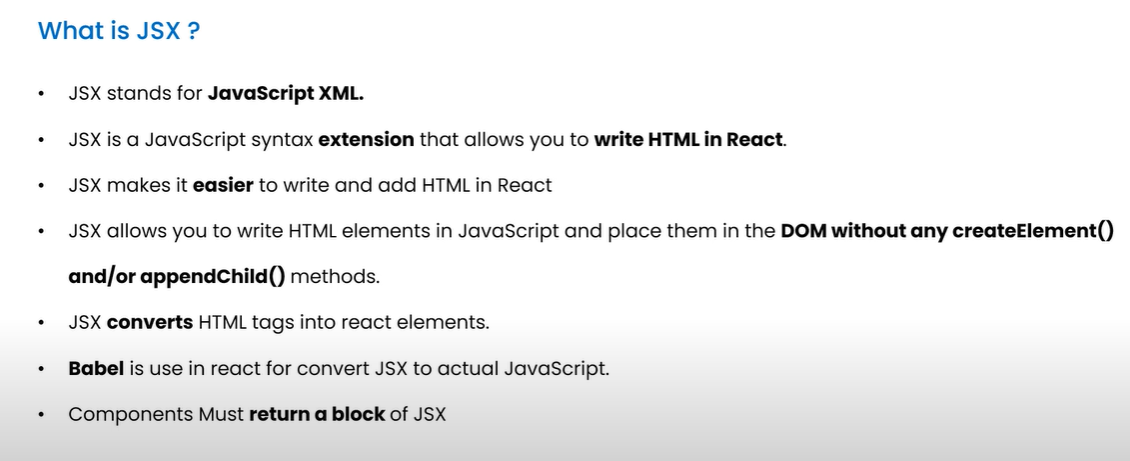 What is JSX ?
• JSX stands for JavaScript XML.
• JSX is a JavaScript syntax extension that allows you to write HTML in React.
• JSX makes it easier to write and add HTML in React
• JSX allows you to write HTML elements in JavaScript and place them in the DOM without any createElement()
and/or appendChild() methods.
• JSX converts HTML tags into react elements.
• Babel is use in react for convert JSX to actual JavaScript.
• Components Must return a block of JSX